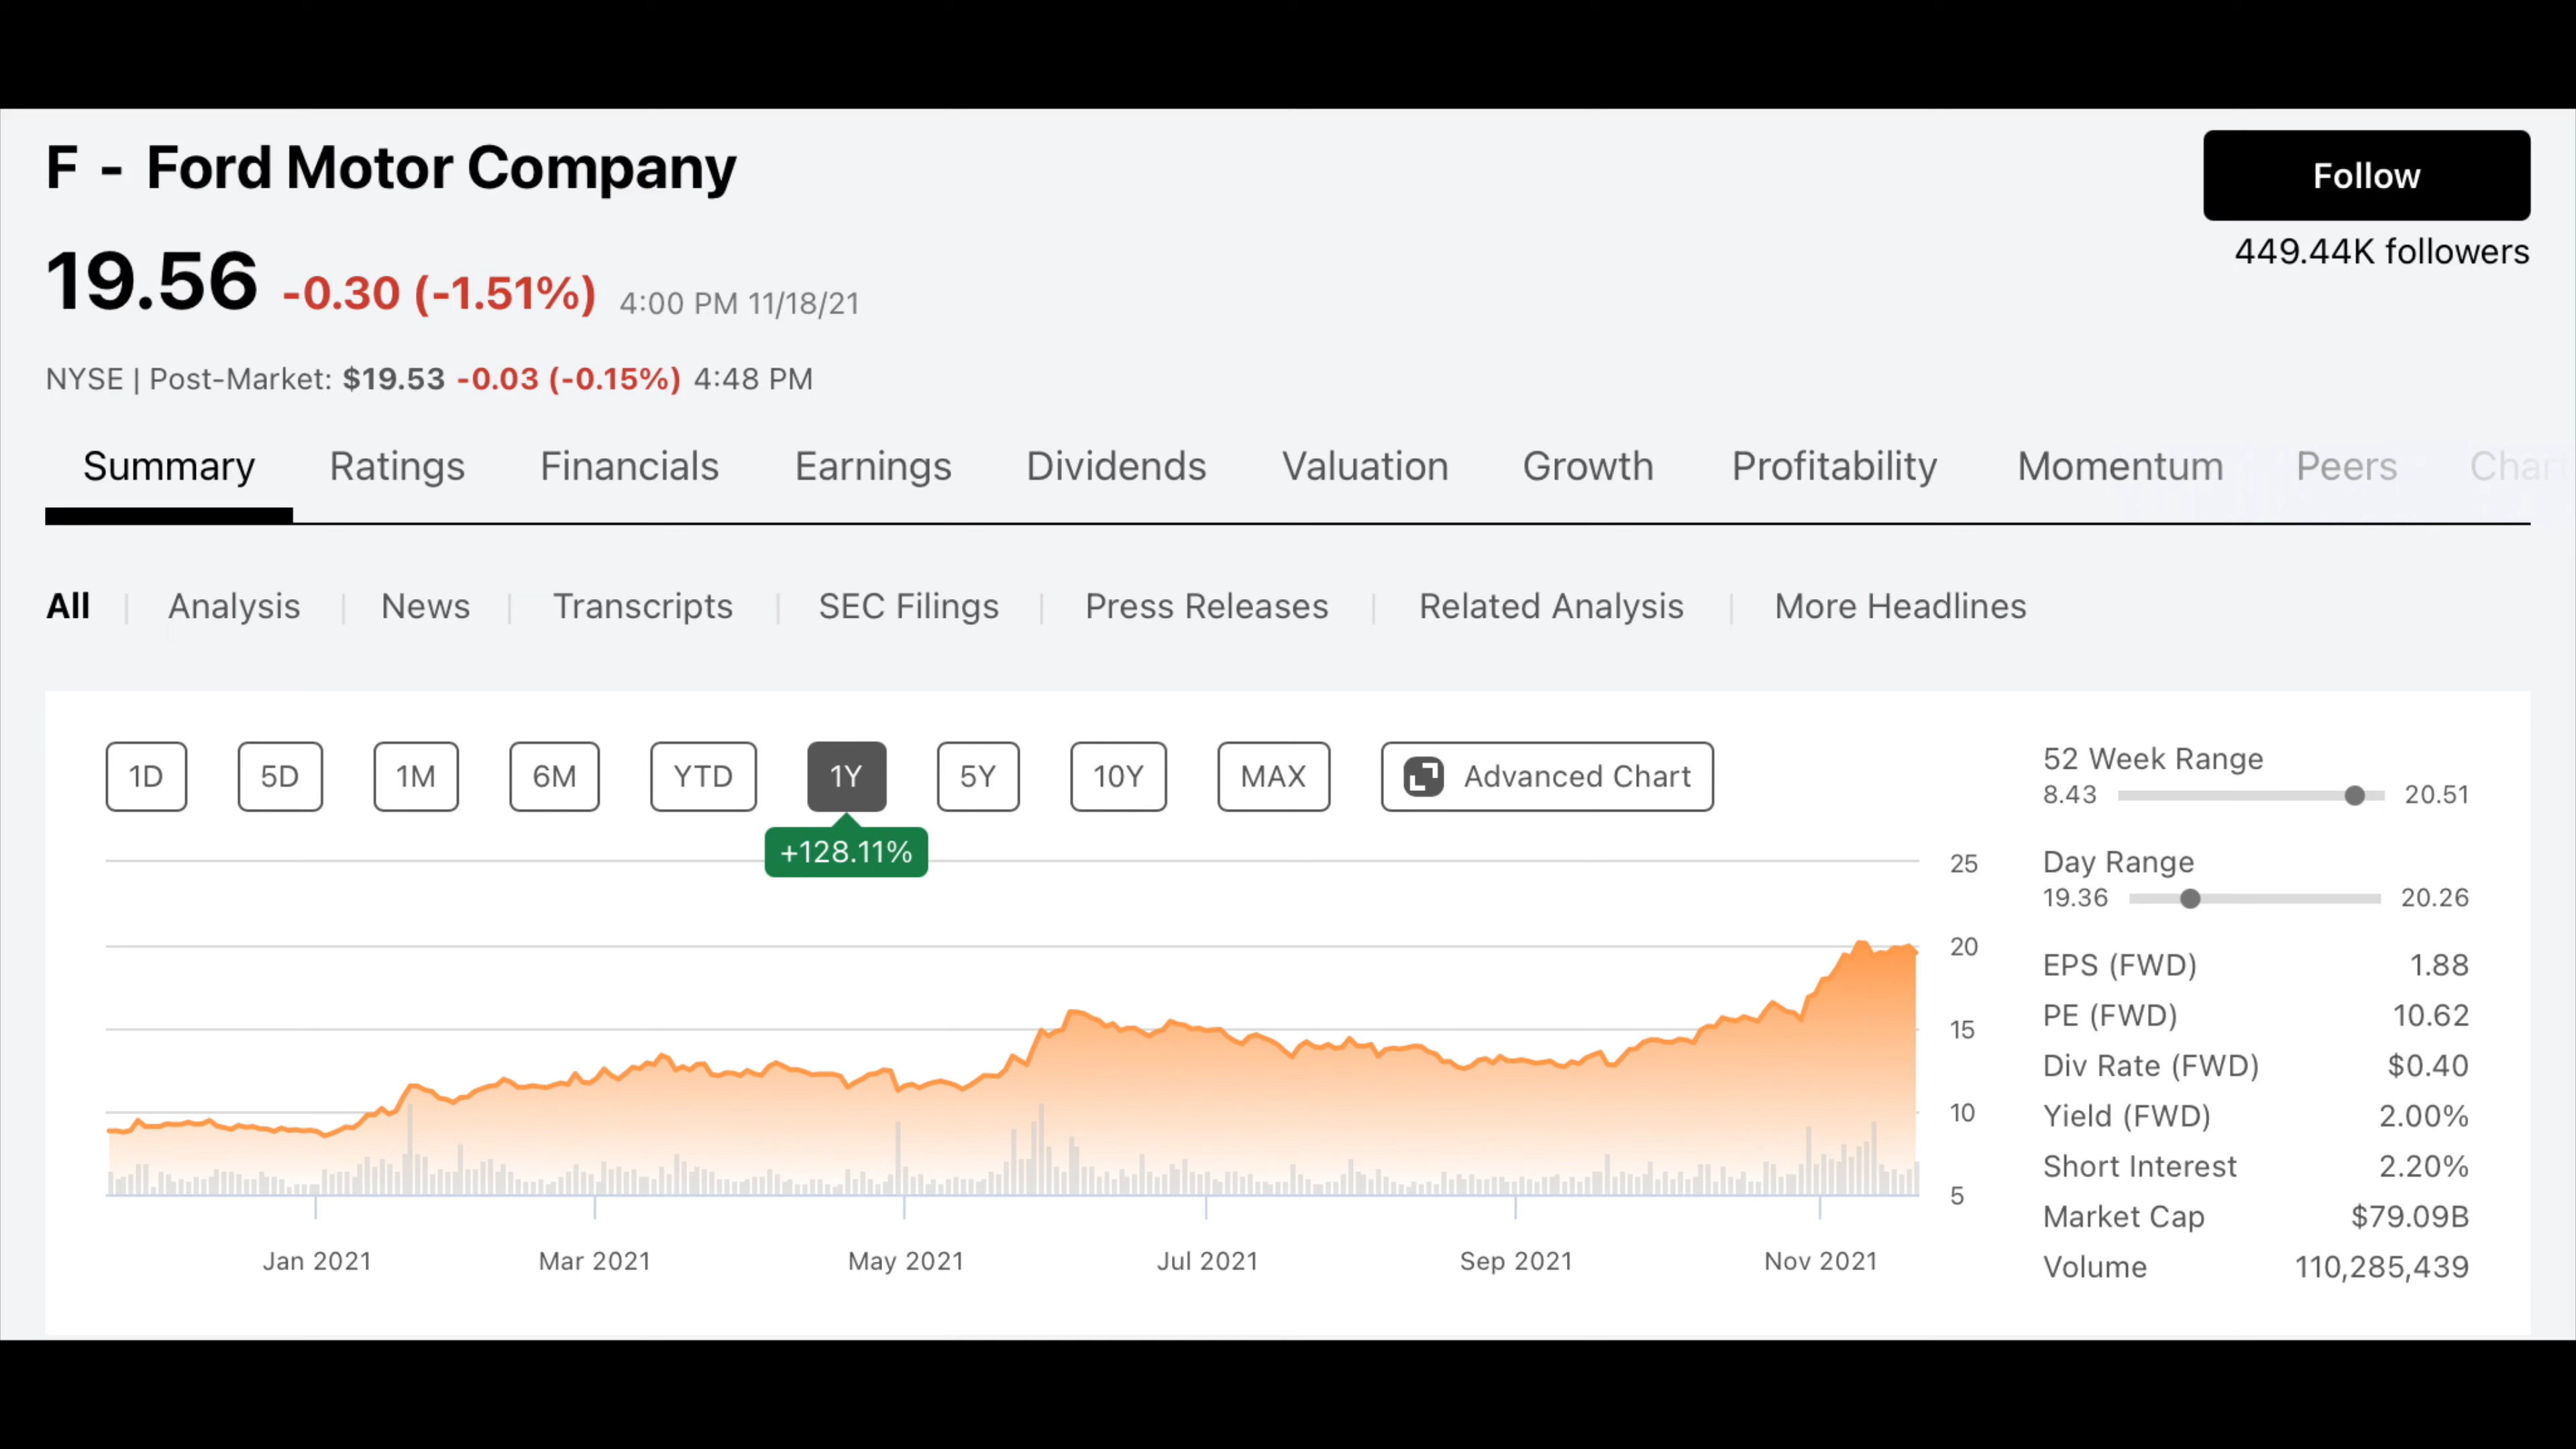 F - Ford Motor Company
Follow
449.44K followers
19.56 -0.30 (-1.51%) 4:00 PM 11/18/21
NYSE | Post-Market: $19.53 -0.03 (-0.15%) 4:48 PM
Summary Ratings Financials Earnings Dividends Valuation Growth Profitability Momentum Peers
All | Analysis | News | Transcripts | SEC Filings | Press Releases | Related Analysis | More Headlines
1D 5D 1M 6M YTD 1Y 5Y 10Y MAX Advanced Chart
+128.11%
25
20
15
10
5
Jan 2021 Mar 2021 May 2021 Jul 2021 Sep 2021 Nov 2021
52 Week Range
8.43 20.51
Day Range
19.36 20.26
EPS (FWD) 1.88
PE (FWD) 10.62
Div Rate (FWD) $0.40
Yield (FWD) 2.00%
Short Interest 2.20%
Market Cap $79.09B
Volume 110,285,439